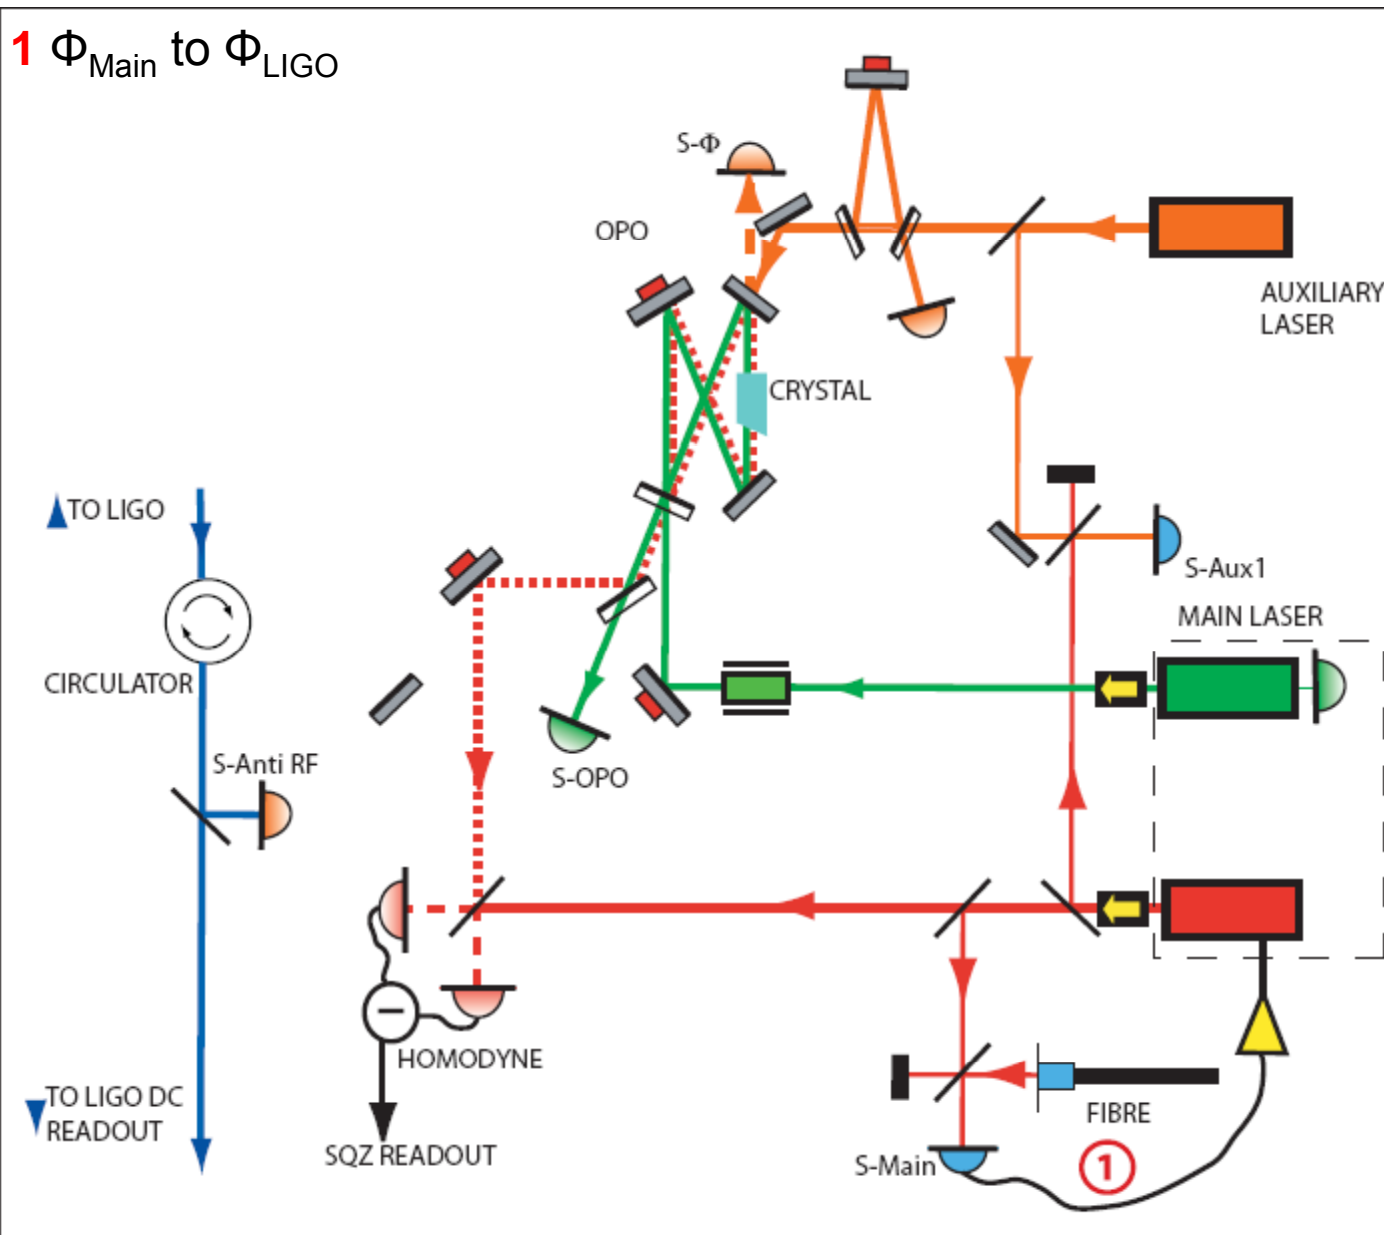 1 ΦMain to ΦLIGO
S-Φ
OPO
AUXILIARY
LASER
CRYSTAL
TO LIGO
S-Aux1
MAIN LASER
CIRCULATOR
S-Anti RF
S-OPO
HOMODYNE
TO LIGO DC
READOUT
FIBRE
SQZ READOUT
S-Main
1